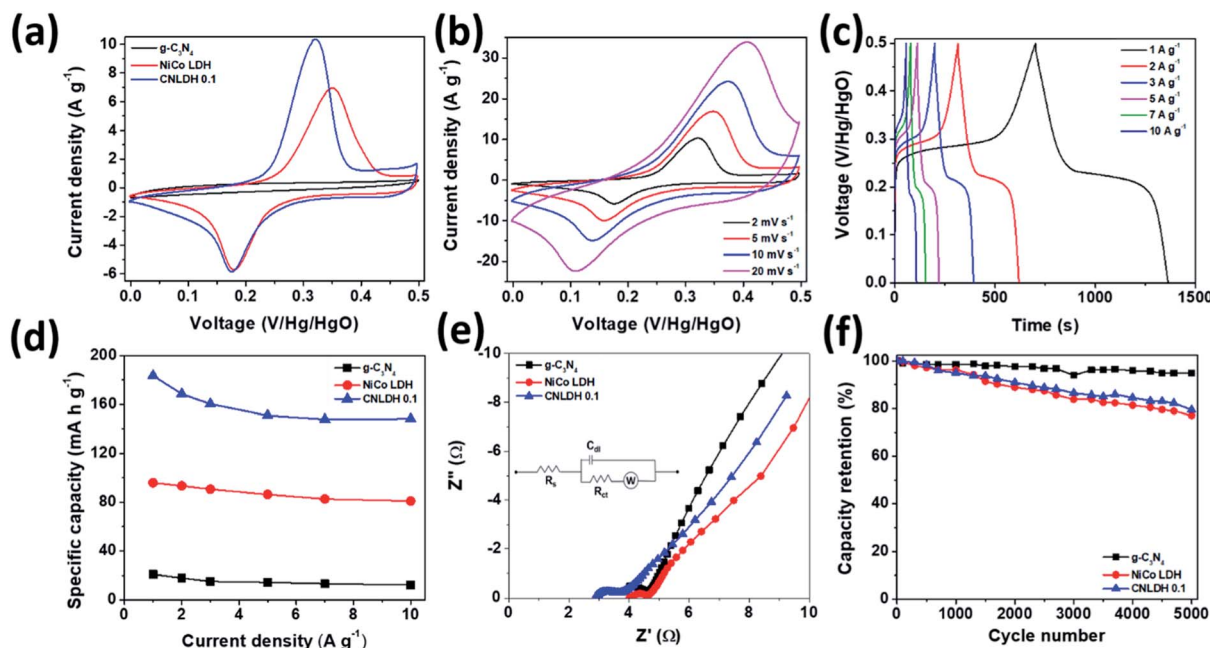 (a)
g-C₃N₄
NiCo LDH
CNLDH 0.1
Current density (A g⁻¹)
10
8
6
4
2
0
-2
-4
-6
0.0 0.1 0.2 0.3 0.4 0.5
Voltage (V/Hg/HgO)
(b)
Current density (A g⁻¹)
30
20
10
0
-10
-20
2 mV s⁻¹
5 mV s⁻¹
10 mV s⁻¹
20 mV s⁻¹
0.0 0.1 0.2 0.3 0.4 0.5
Voltage (V/Hg/HgO)
(c)
Voltage (V/Hg/HgO)
0.5
0.4
0.3
0.2
0.1
0.0
1 A g⁻¹
2 A g⁻¹
3 A g⁻¹
5 A g⁻¹
7 A g⁻¹
10 A g⁻¹
0 500 1000 1500
Time (s)
(d)
Specific capacity (mA h g⁻¹)
200
160
120
80
40
0
g-C₃N₄
NiCo LDH
CNLDH 0.1
0 2 4 6 8 10
Current density (A g⁻¹)
(e)
Z'' (Ω)
-10
-8
-6
-4
-2
0
g-C₃N₄
NiCo LDH
CNLDH 0.1
C_dl
R_s
R_ct
W
0 2 4 6 8 10
Z' (Ω)
(f)
Capacity retention (%)
100
80
60
40
20
0
g-C₃N₄
NiCo LDH
CNLDH 0.1
0 1000 2000 3000 4000 5000
Cycle number